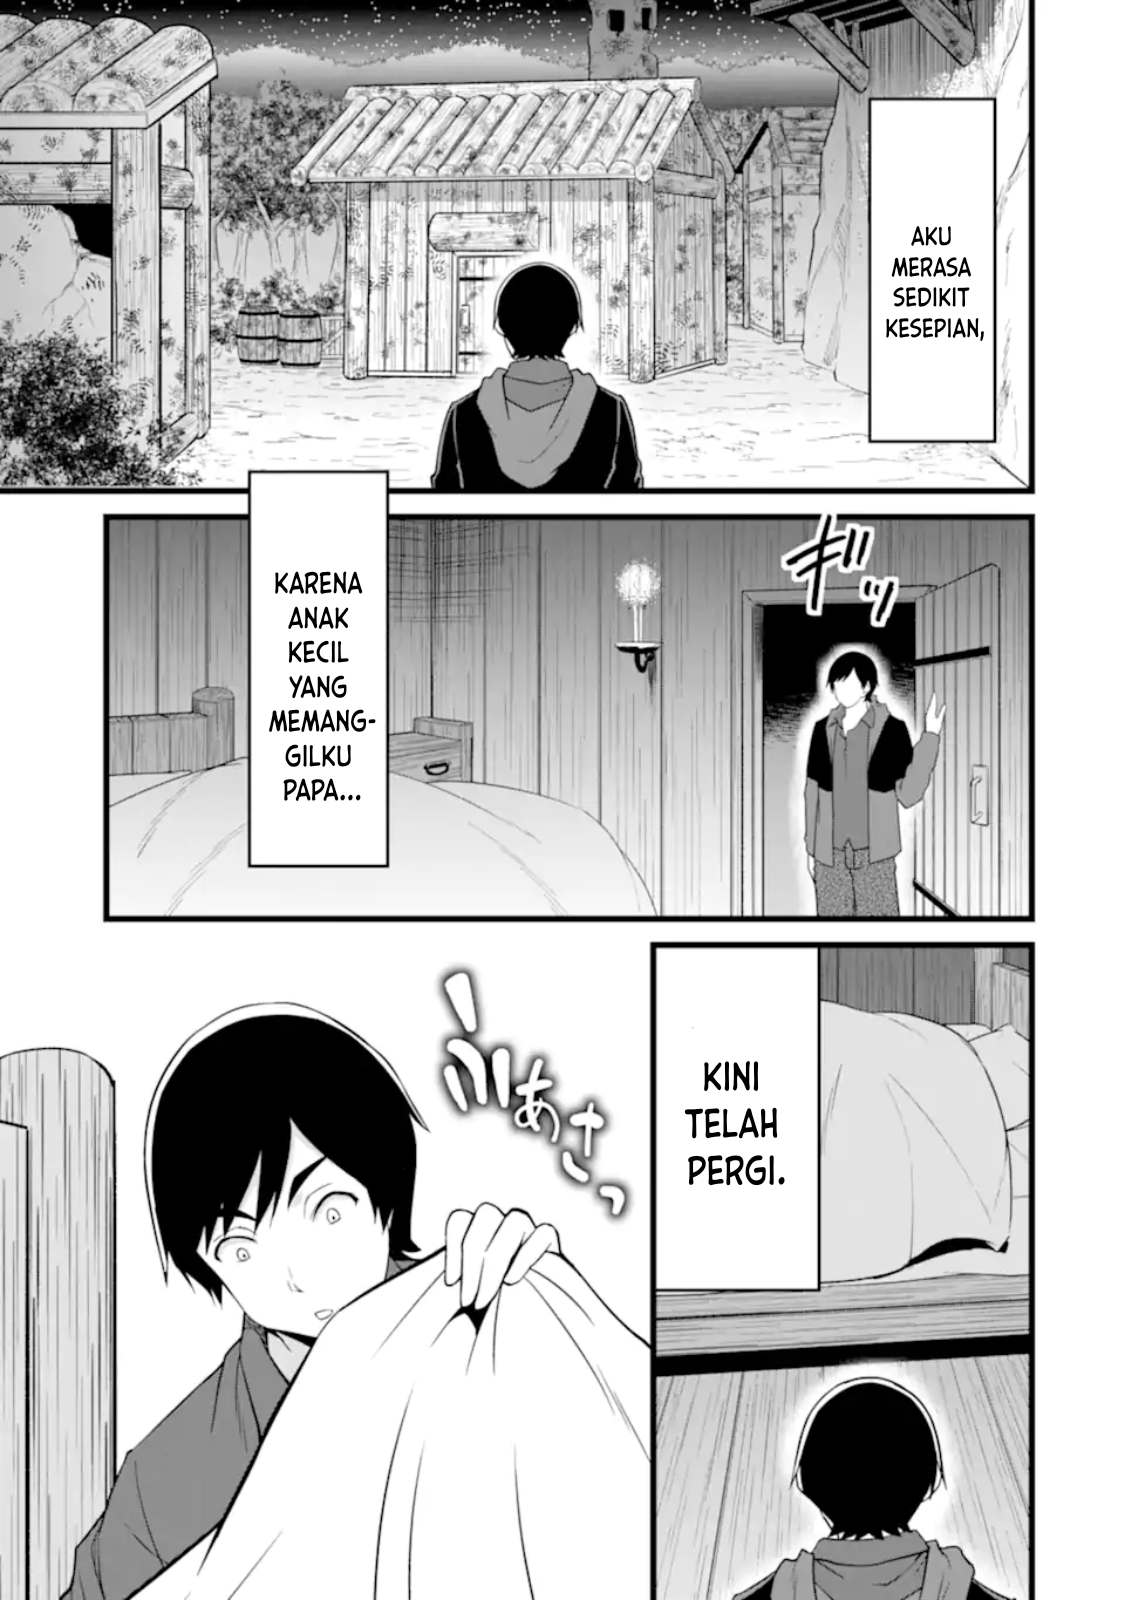 AKU
MERASA
SEDIKIT
KESEPIAN,
ギイッ
KARENA
ANAK
KECIL
YANG
MEMANG-
GILKU
PAPA...
KINI
TELAH
PERGI.
ふぁさっ